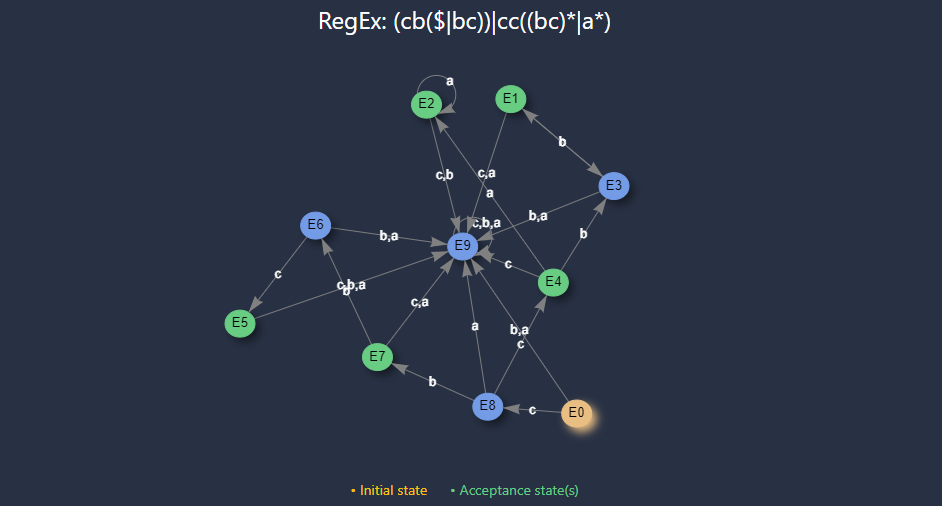 RegEx: (cb($|bc))|cc((bc)*|a*)
a
E2
E1
b
c,b
c,a
a
E3
b,a
E6
c,b,a
b
b,a
E9
c
c
E4
c,b,a
b
c,a
E5
a
b,a
c
E7
b
E8
c
E0
• Initial state
• Acceptance state(s)